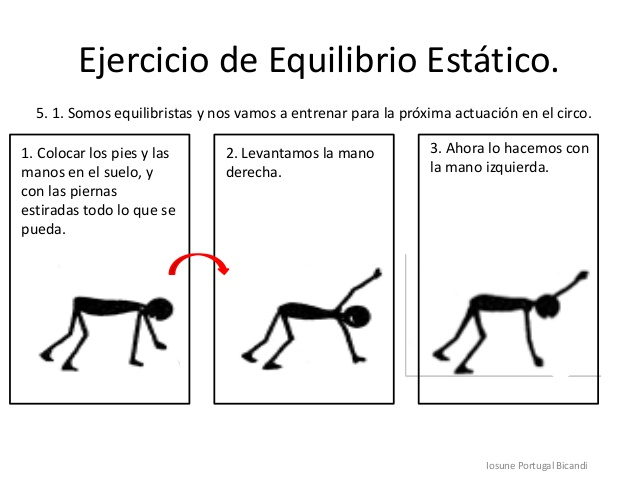 Ejercicio de Equilibrio Estático.
5. 1. Somos equilibristas y nos vamos a entrenar para la próxima actuación en el circo.
1. Colocar los pies y las
manos en el suelo, y
con las piernas
estiradas todo lo que se
pueda.
2. Levantamos la mano
derecha.
3. Ahora lo hacemos con
la mano izquierda.
Iosune Portugal Bicandi